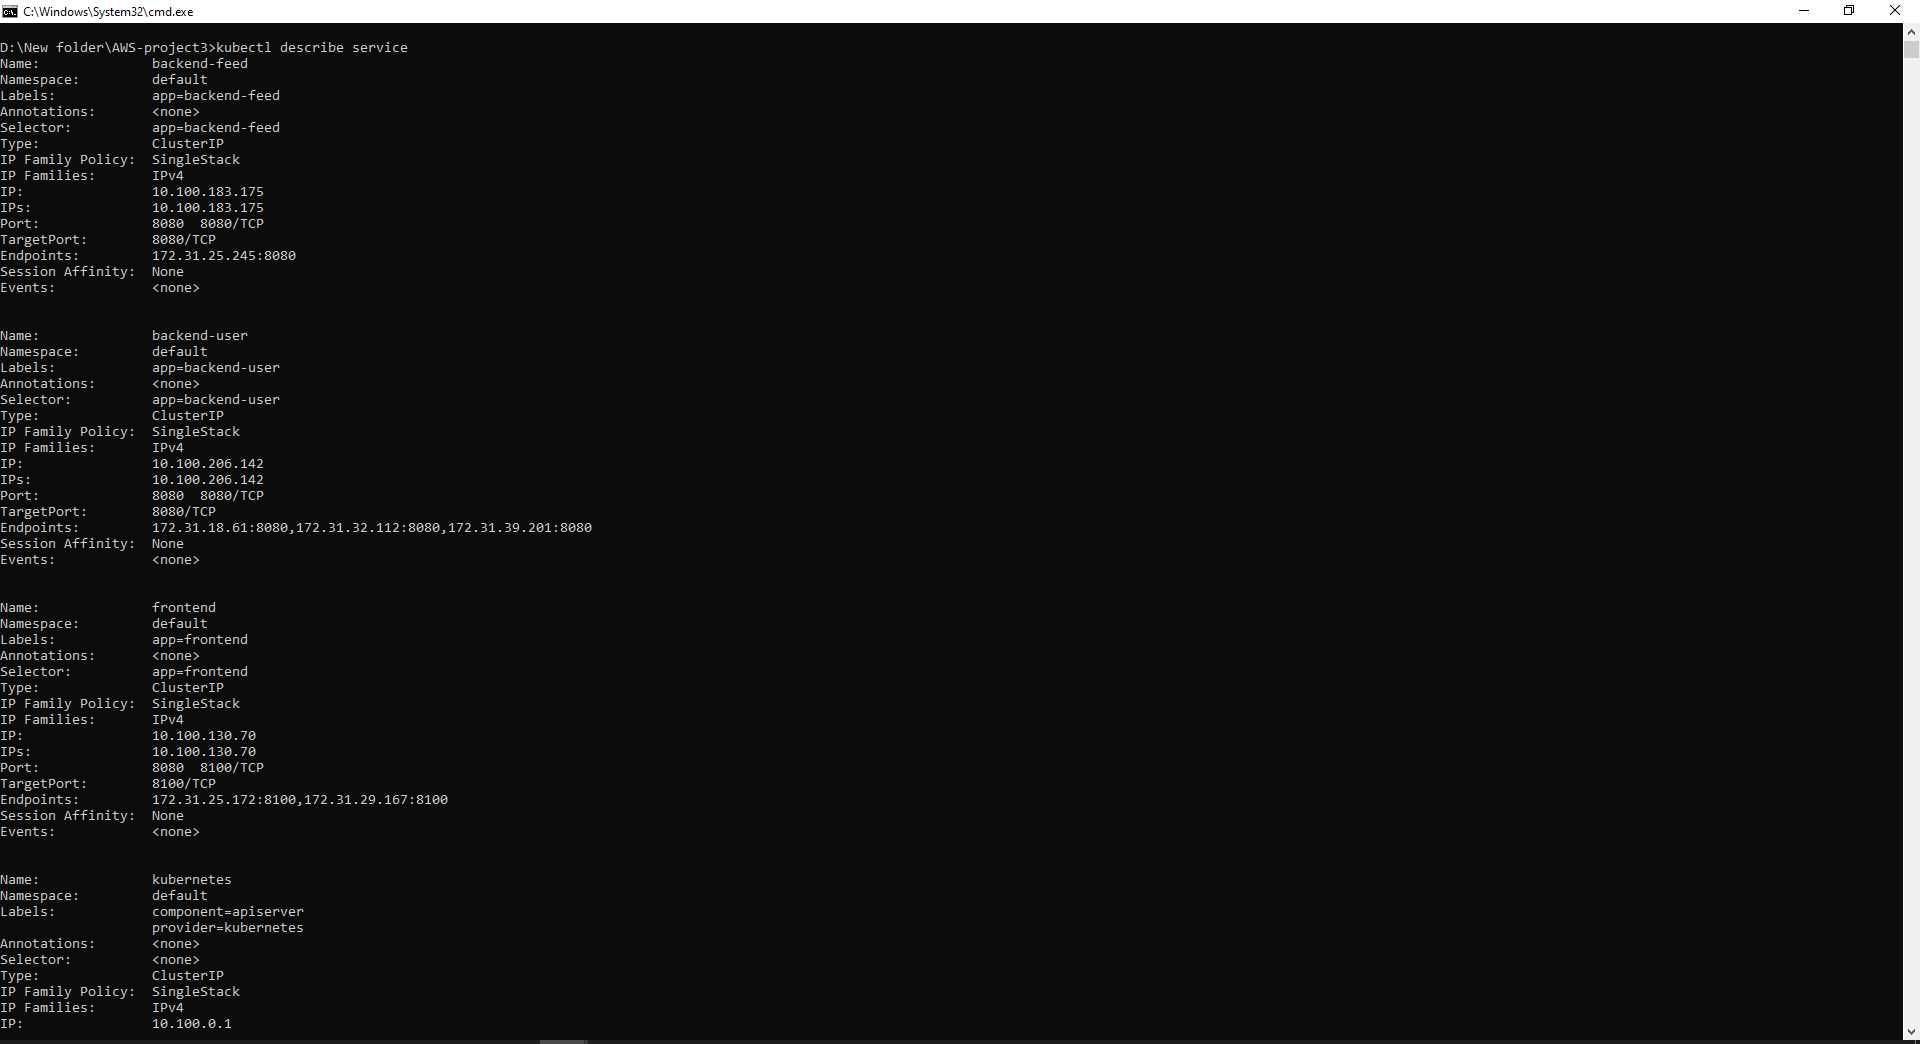 C:\Windows\System32\cmd.exe
D:\New folder\AWS-project3>kubectl describe service
Name:              backend-feed
Namespace:         default
Labels:            app=backend-feed
Annotations:       <none>
Selector:          app=backend-feed
Type:              ClusterIP
IP Family Policy:  SingleStack
IP Families:       IPv4
IP:                10.100.183.175
IPs:               10.100.183.175
Port:              8080  8080/TCP
TargetPort:        8080/TCP
Endpoints:         172.31.25.245:8080
Session Affinity:  None
Events:            <none>
Name:              backend-user
Namespace:         default
Labels:            app=backend-user
Annotations:       <none>
Selector:          app=backend-user
Type:              ClusterIP
IP Family Policy:  SingleStack
IP Families:       IPv4
IP:                10.100.206.142
IPs:               10.100.206.142
Port:              8080  8080/TCP
TargetPort:        8080/TCP
Endpoints:         172.31.18.61:8080,172.31.32.112:8080,172.31.39.201:8080
Session Affinity:  None
Events:            <none>
Name:              frontend
Namespace:         default
Labels:            app=frontend
Annotations:       <none>
Selector:          app=frontend
Type:              ClusterIP
IP Family Policy:  SingleStack
IP Families:       IPv4
IP:                10.100.130.70
IPs:               10.100.130.70
Port:              8080  8100/TCP
TargetPort:        8100/TCP
Endpoints:         172.31.25.172:8100,172.31.29.167:8100
Session Affinity:  None
Events:            <none>
Name:              kubernetes
Namespace:         default
Labels:            component=apiserver
                   provider=kubernetes
Annotations:       <none>
Selector:          <none>
Type:              ClusterIP
IP Family Policy:  SingleStack
IP Families:       IPv4
IP:                10.100.0.1